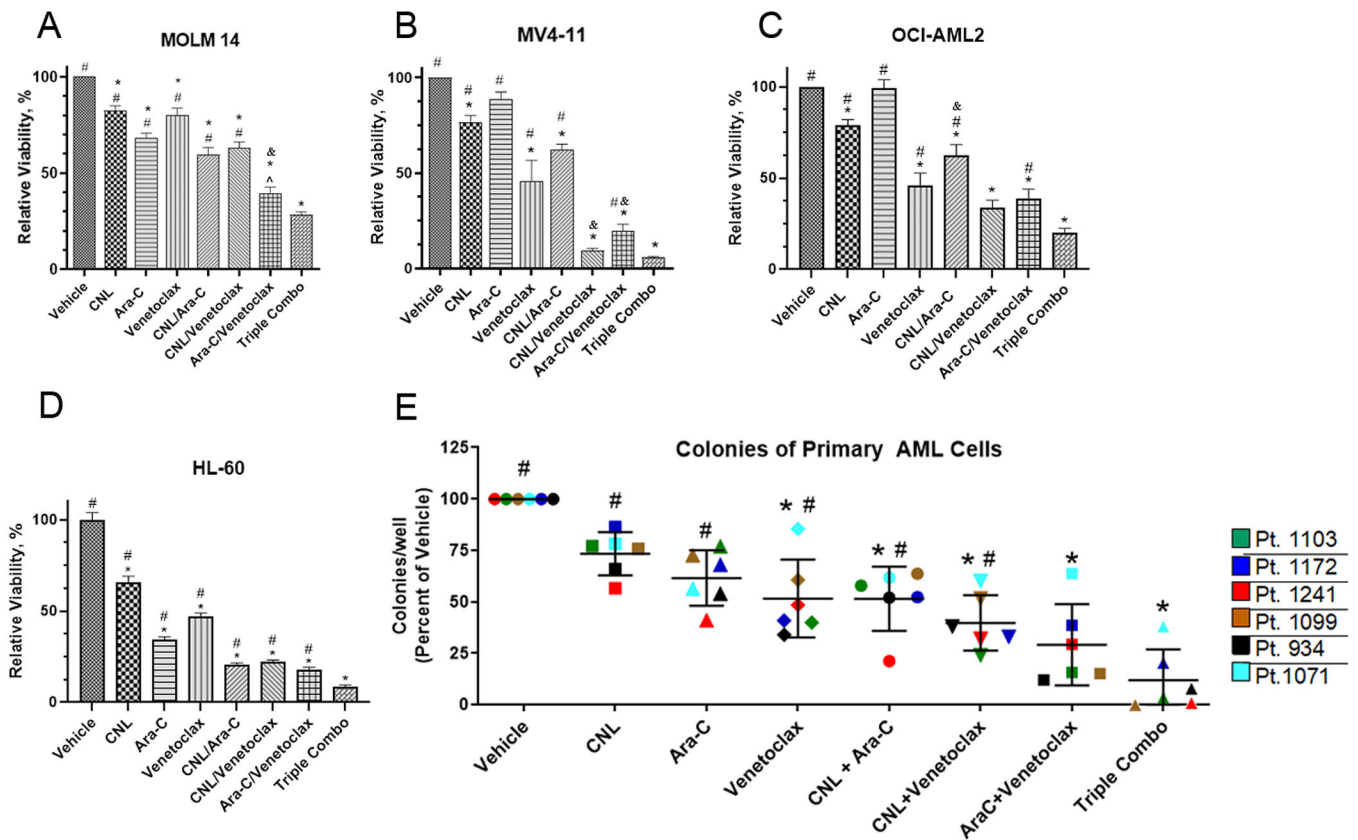 A
MOLM 14
Relative Viability, %
100
50
0
#
*
#
*
#
*
#
*
#
*
#
&
*
^
*
Vehicle
CNL
Ara-C
Venetoclax
CNL/Ara-C
CNL/Venetoclax
Ara-C/Venetoclax
Triple Combo
B
MV4-11
Relative Viability, %
100
50
0
#
#
*
#
#
*
#
*
&
*
#&
*
*
Vehicle
CNL
Ara-C
Venetoclax
CNL/Ara-C
CNL/Venetoclax
Ara-C/Venetoclax
Triple Combo
C
OCI-AML2
Relative Viability, %
100
50
0
#
#
*
#
#
*
&
#
*
*
#
*
*
Vehicle
CNL
Ara-C
Venetoclax
CNL/Ara-C
CNL/Venetoclax
Ara-C/Venetoclax
Triple Combo
D
HL-60
Relative Viability, %
100
50
0
#
#
*
#
*
#
*
#
*
#
*
#
*
*
Vehicle
CNL
Ara-C
Venetoclax
CNL/Ara-C
CNL/Venetoclax
Ara-C/Venetoclax
Triple Combo
E
Colonies of Primary AML Cells
Colonies/well
(Percent of Vehicle)
125
100
75
50
25
0
#
#
#
* #
* #
* #
*
*
Vehicle
CNL
Ara-C
Venetoclax
CNL + Ara-C
CNL+Venetoclax
AraC+Venetoclax
Triple Combo
Pt. 1103
Pt. 1172
Pt. 1241
Pt. 1099
Pt. 934
Pt.1071